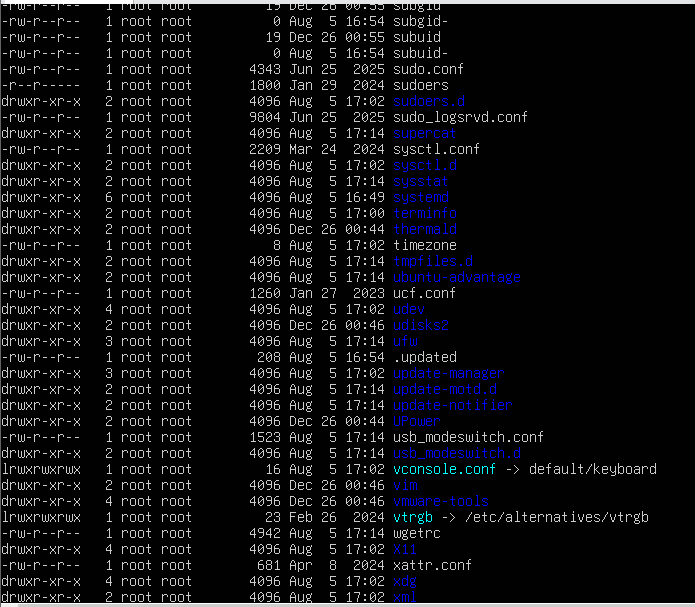 -rw-r--r-- 1 root root 19 Dec 26 00:55 subgid
-rw-r--r-- 1 root root 0 Aug 5 16:54 subgid-
-rw-r--r-- 1 root root 19 Dec 26 00:55 subuid
-rw-r--r-- 1 root root 0 Aug 5 16:54 subuid-
-rw-r--r-- 1 root root 4343 Jun 25 2025 sudo.conf
-r--r----- 1 root root 1800 Jan 29 2024 sudoers
drwxr-xr-x 2 root root 4096 Aug 5 17:02 sudoers.d
-rw-r--r-- 1 root root 9804 Jun 25 2025 sudo_logsrvd.conf
drwxr-xr-x 2 root root 4096 Aug 5 17:14 supercat
-rw-r--r-- 1 root root 2209 Mar 24 2024 sysctl.conf
drwxr-xr-x 2 root root 4096 Aug 5 17:02 sysctl.d
drwxr-xr-x 2 root root 4096 Aug 5 17:14 sysstat
drwxr-xr-x 6 root root 4096 Aug 5 16:49 systemd
drwxr-xr-x 2 root root 4096 Aug 5 17:00 terminfo
drwxr-xr-x 2 root root 4096 Dec 26 00:44 thermald
-rw-r--r-- 1 root root 8 Aug 5 17:02 timezone
drwxr-xr-x 2 root root 4096 Aug 5 17:14 tmpfiles.d
drwxr-xr-x 2 root root 4096 Aug 5 17:14 ubuntu-advantage
-rw-r--r-- 1 root root 1260 Jan 27 2023 ucf.conf
drwxr-xr-x 4 root root 4096 Aug 5 17:02 udev
drwxr-xr-x 2 root root 4096 Dec 26 00:46 udisks2
drwxr-xr-x 3 root root 4096 Aug 5 17:14 ufw
-rw-r--r-- 1 root root 208 Aug 5 16:54 .updated
drwxr-xr-x 3 root root 4096 Aug 5 17:02 update-manager
drwxr-xr-x 2 root root 4096 Aug 5 17:14 update-motd.d
drwxr-xr-x 2 root root 4096 Aug 5 17:14 update-notifier
drwxr-xr-x 2 root root 4096 Dec 26 00:44 UPower
-rw-r--r-- 1 root root 1523 Aug 5 17:14 usb_modeswitch.conf
drwxr-xr-x 2 root root 4096 Aug 5 17:14 usb_modeswitch.d
lrwxrwxrwx 1 root root 16 Aug 5 17:02 vconsole.conf -> default/keyboard
drwxr-xr-x 2 root root 4096 Dec 26 00:46 vim
drwxr-xr-x 4 root root 4096 Dec 26 00:46 vmware-tools
lrwxrwxrwx 1 root root 23 Feb 26 2024 vtrgb -> /etc/alternatives/vtrgb
-rw-r--r-- 1 root root 4942 Aug 5 17:14 wgetrc
drwxr-xr-x 4 root root 4096 Aug 5 17:02 X11
-rw-r--r-- 1 root root 681 Apr 8 2024 xattr.conf
drwxr-xr-x 4 root root 4096 Aug 5 17:02 xdg
drwxr-xr-x 2 root root 4096 Aug 5 17:02 xml